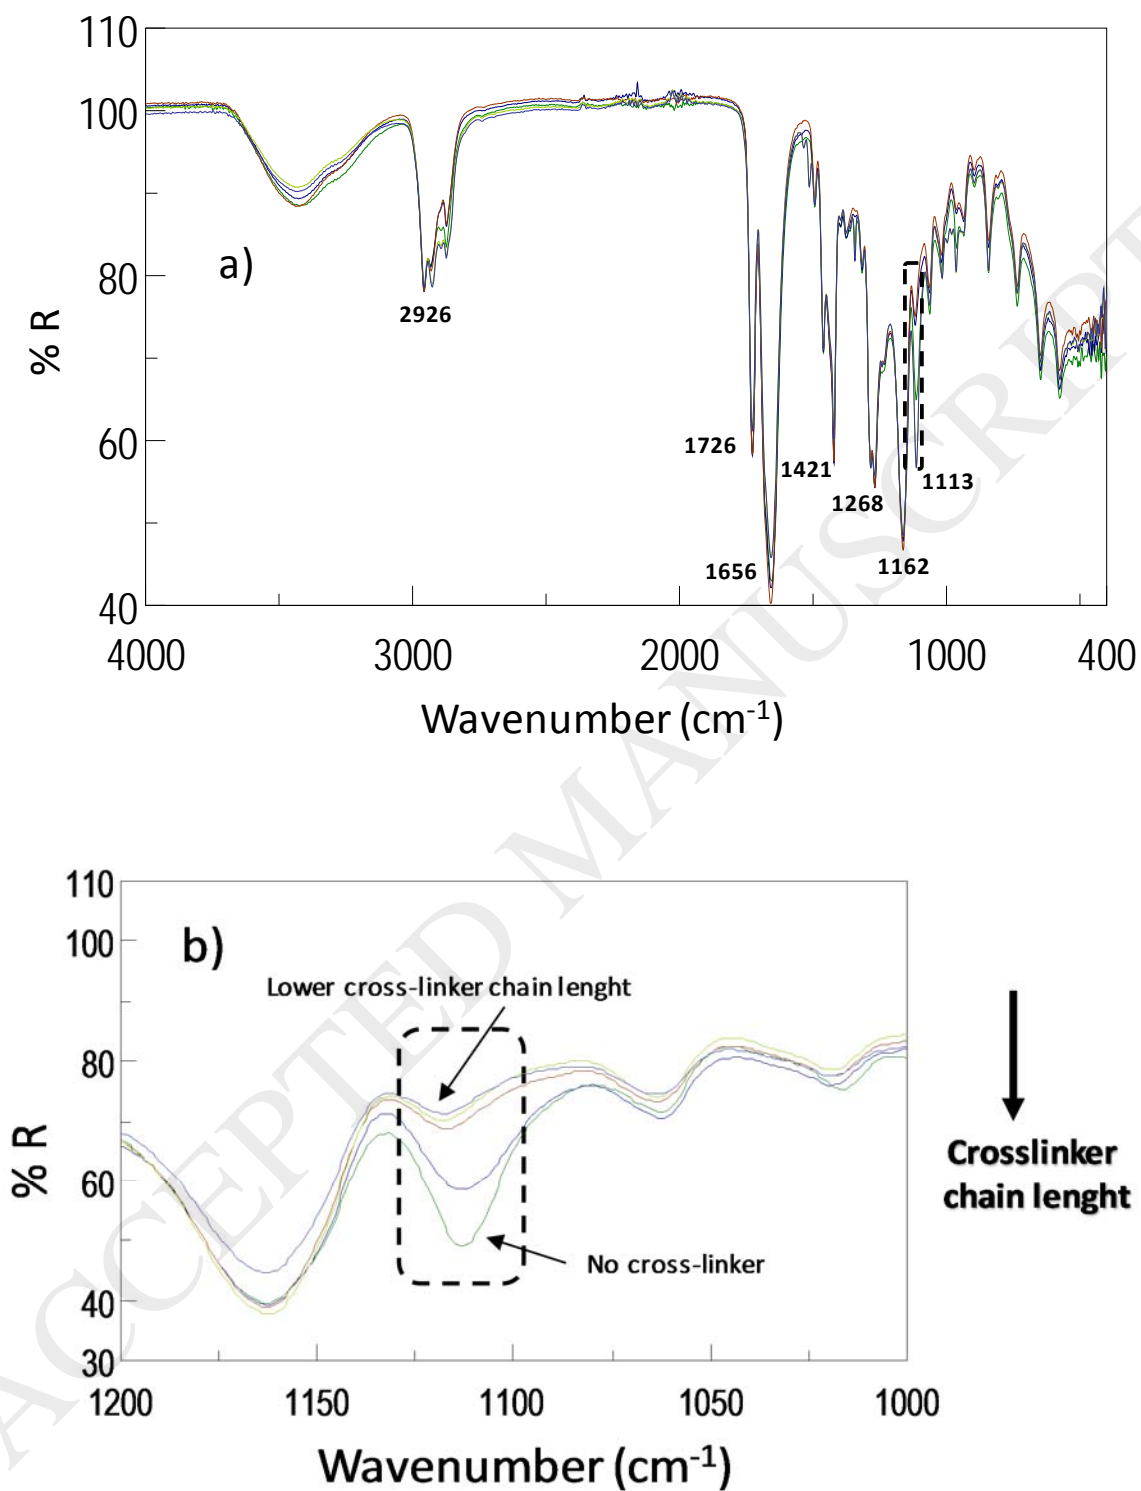 110
100
80
60
40
% R
a)
2926
1726
1656
1421
1268
1162
1113
4000
3000
2000
1000
400
Wavenumber (cm-1)
110
100
80
60
40
30
% R
b)
Lower cross-linker chain lenght
No cross-linker
Crosslinker
chain lenght
1200
1150
1100
1050
1000
Wavenumber (cm-1)
ACCEPTED MANUSCRIPT